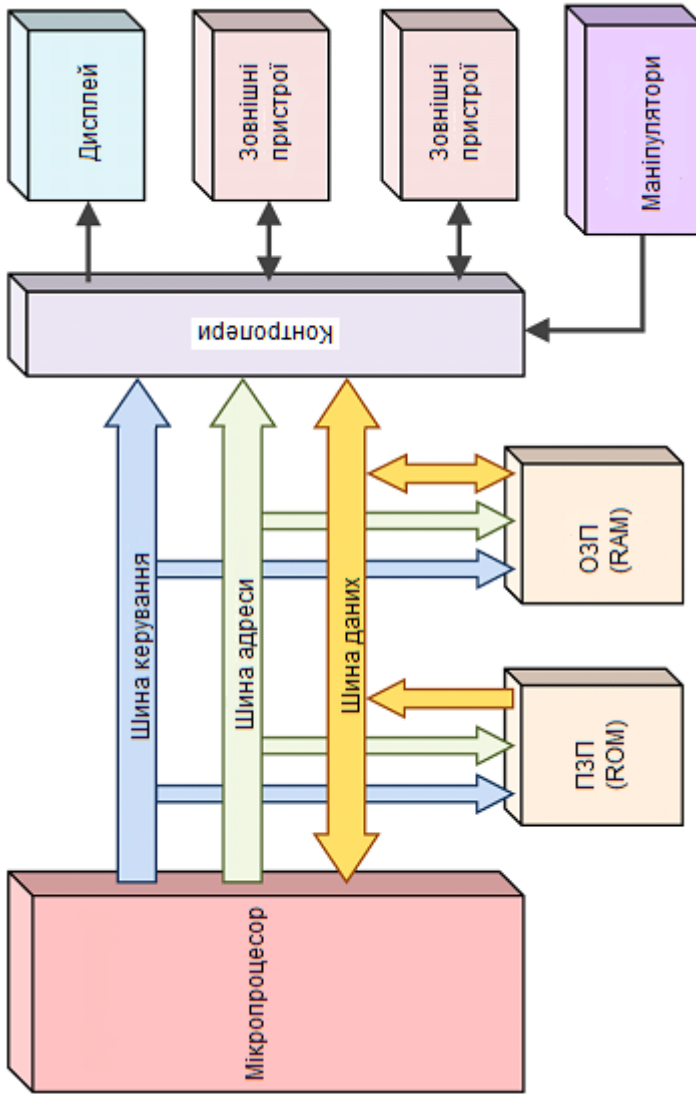 Мікропроцесор
Шина керування
Шина адреси
Шина даних
ПЗП
(ROM)
ОЗП
(RAM)
Контролери
Дисплей
Зовнішні
пристрої
Зовнішні
пристрої
Маніпулятори